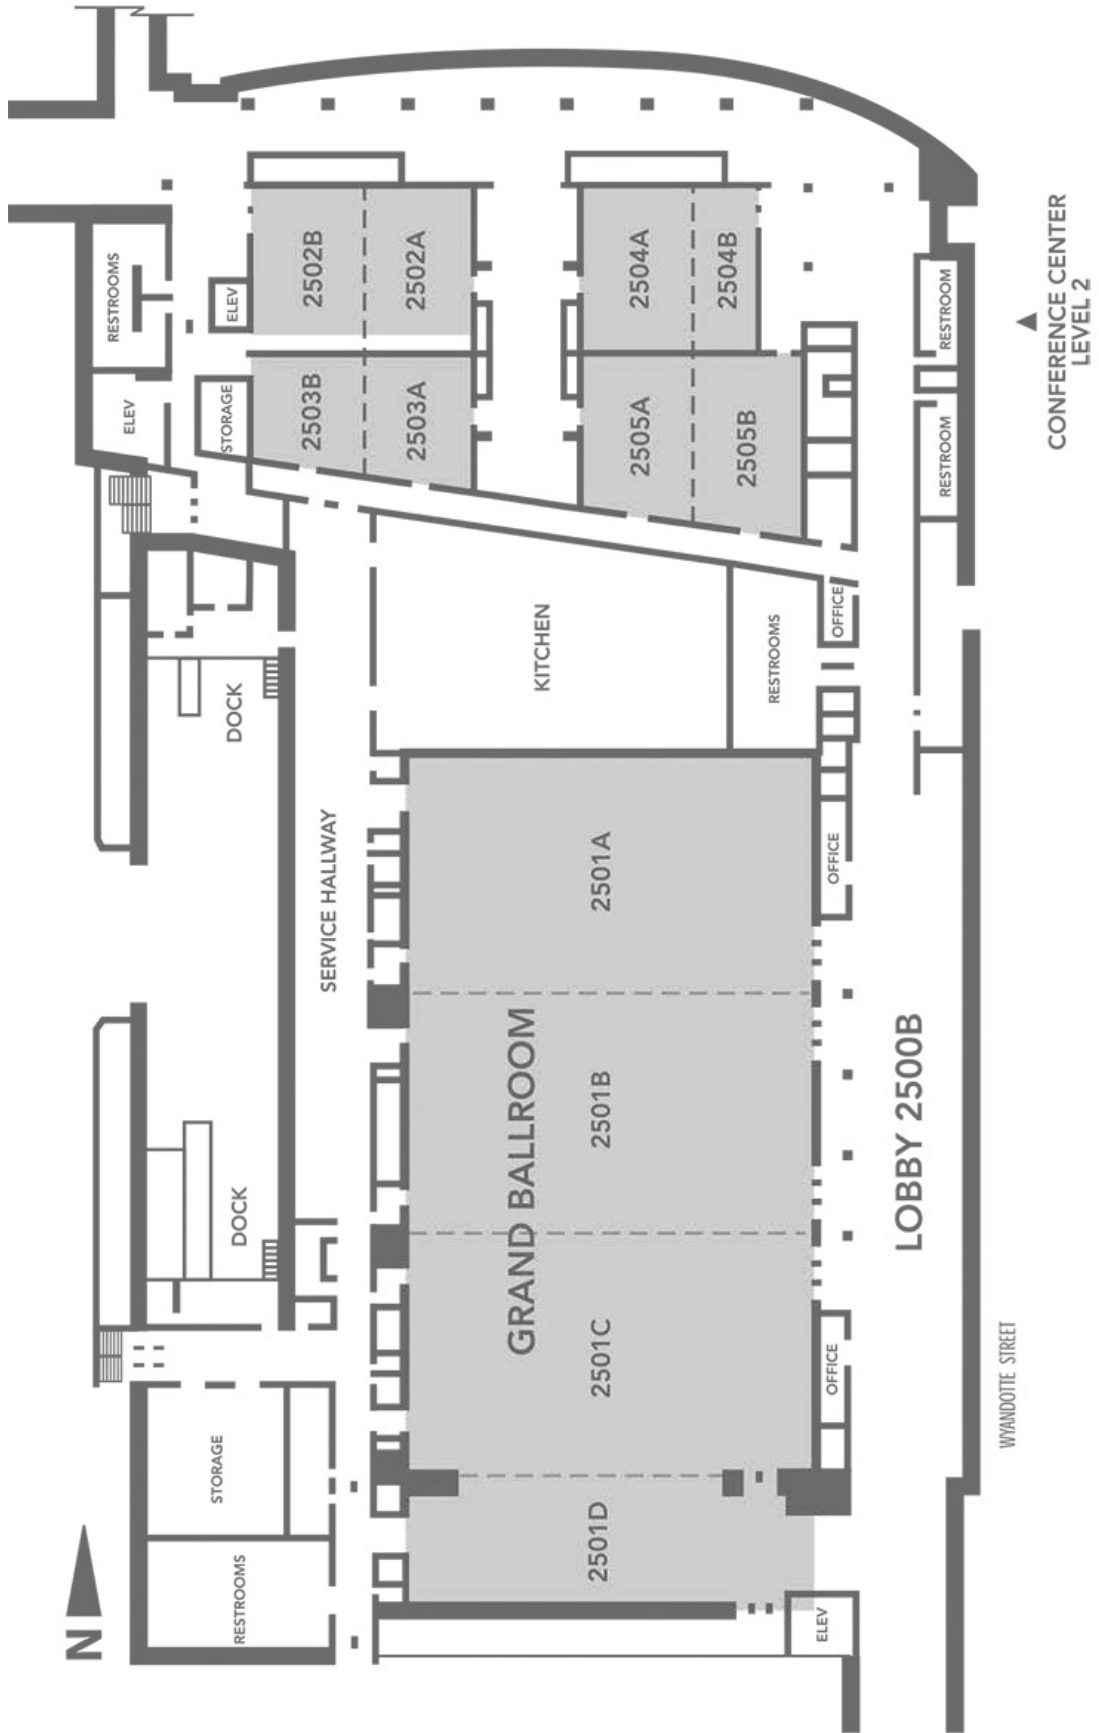 RESTROOMS
ELEV
ELEV
STORAGE
2502B
2502A
2503B
2503A
2504A
2504B
2505A
2505B
RESTROOM
RESTROOM
CONFERENCE CENTER
LEVEL 2
DOCK
KITCHEN
RESTROOMS
OFFICE
SERVICE HALLWAY
2501A
OFFICE
GRAND BALLROOM
2501B
LOBBY 2500B
DOCK
2501C
OFFICE
WYANDOTTE STREET
STORAGE
2501D
RESTROOMS
ELEV
N